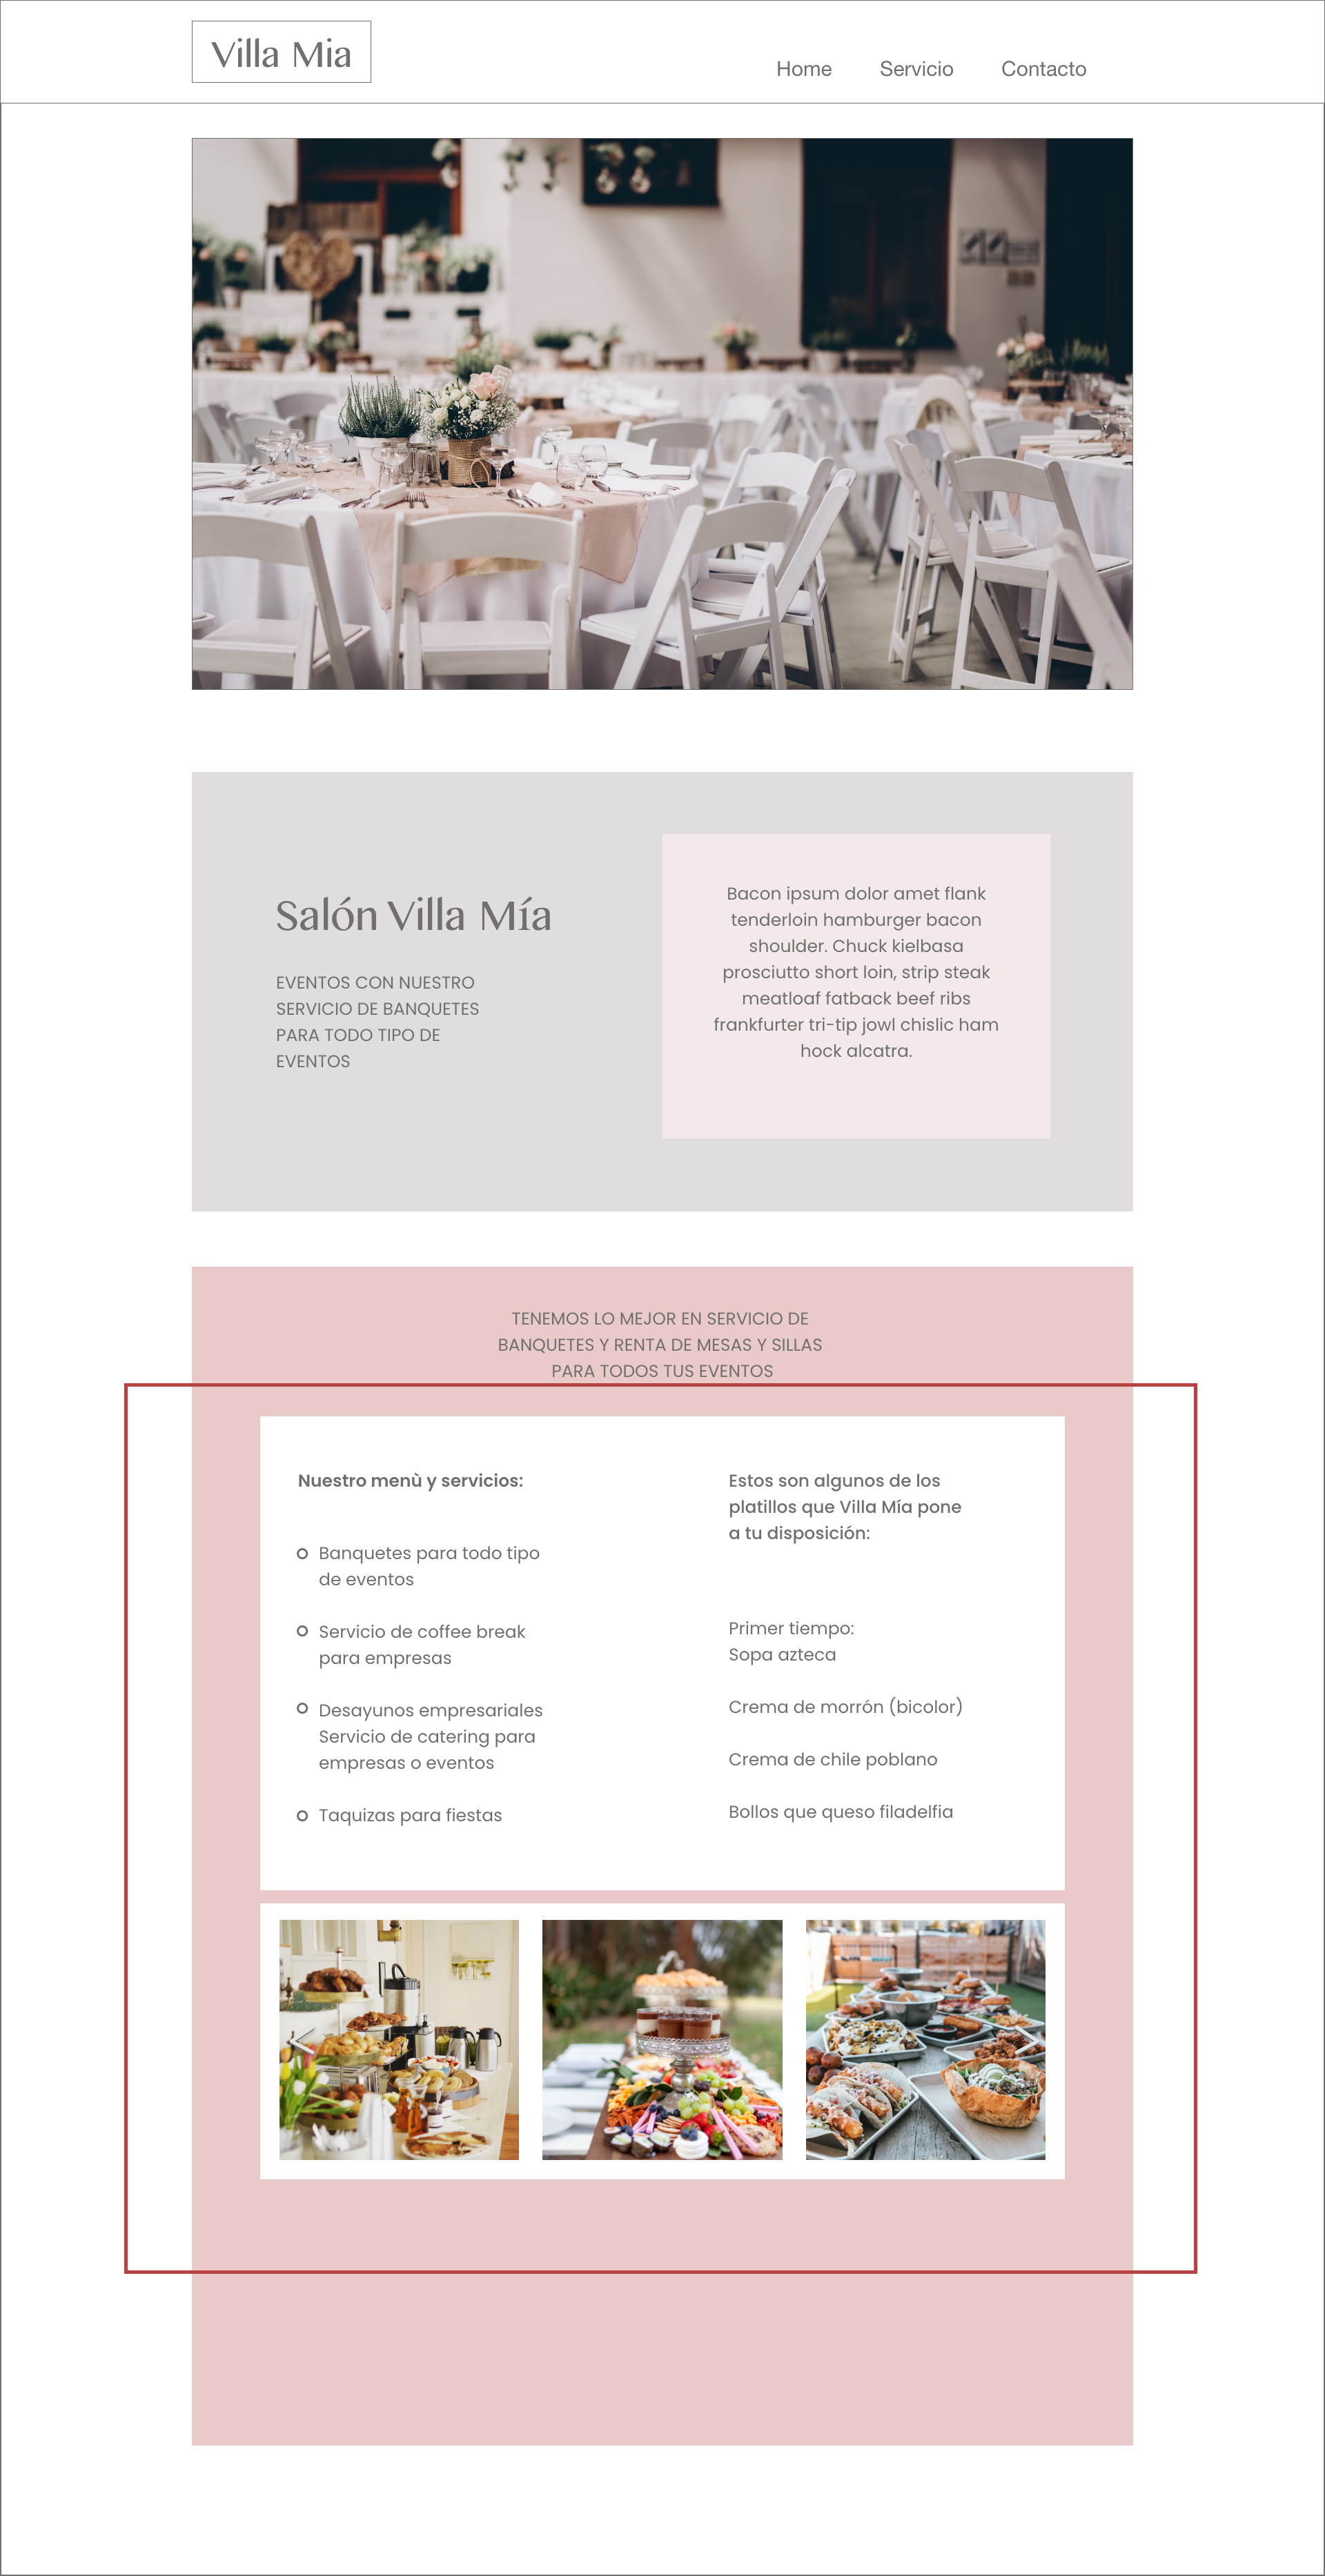 Villa Mia
Home Servicio Contacto
Salón Villa Mía
EVENTOS CON NUESTRO
SERVICIO DE BANQUETES
PARA TODO TIPO DE
EVENTOS
Bacon ipsum dolor amet flank
tenderloin hamburger bacon
shoulder. Chuck kielbasa
prosciutto short loin, strip steak
meatloaf fatback beef ribs
frankfurter tri-tip jowl chislic ham
hock alcatra.
TENEMOS LO MEJOR EN SERVICIO DE
BANQUETES Y RENTA DE MESAS Y SILLAS
PARA TODOS TUS EVENTOS
Nuestro menù y servicios:
Banquetes para todo tipo
de eventos
Servicio de coffee break
para empresas
Desayunos empresariales
Servicio de catering para
empresas o eventos
Taquizas para fiestas
Estos son algunos de los
platillos que Villa Mía pone
a tu disposición:
Primer tiempo:
Sopa azteca
Crema de morrón (bicolor)
Crema de chile poblano
Bollos que queso filadelfia